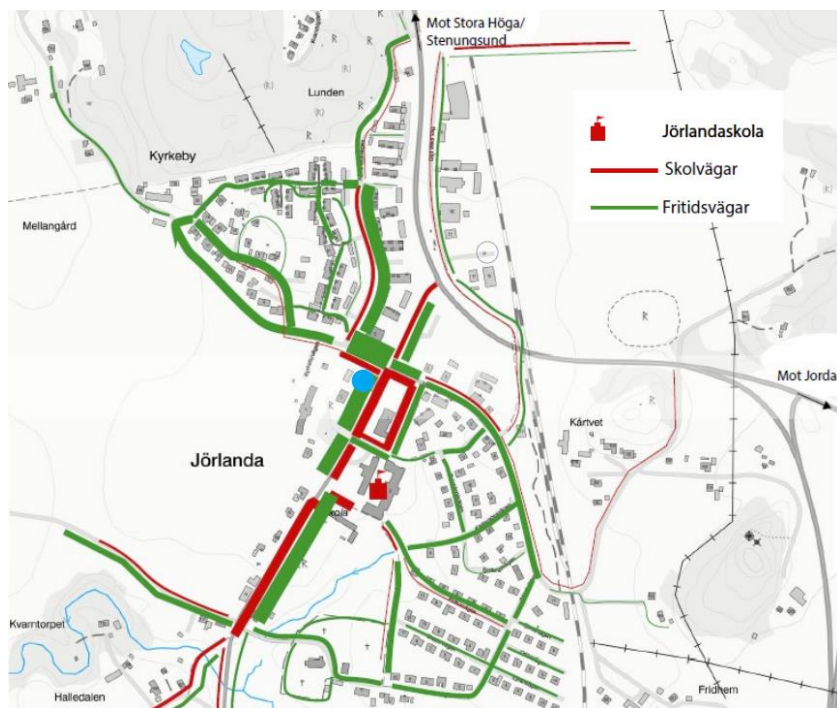 Mot Stora Höga/
Stenungsund
Lunden
Kyrkeby
Mellangård
Jörlandaskola
Skolvägar
Fritidsvägar
Mot Jorda
Kårtvet
Jörlanda
Kvarntorpet
Halledalen
Fridhem